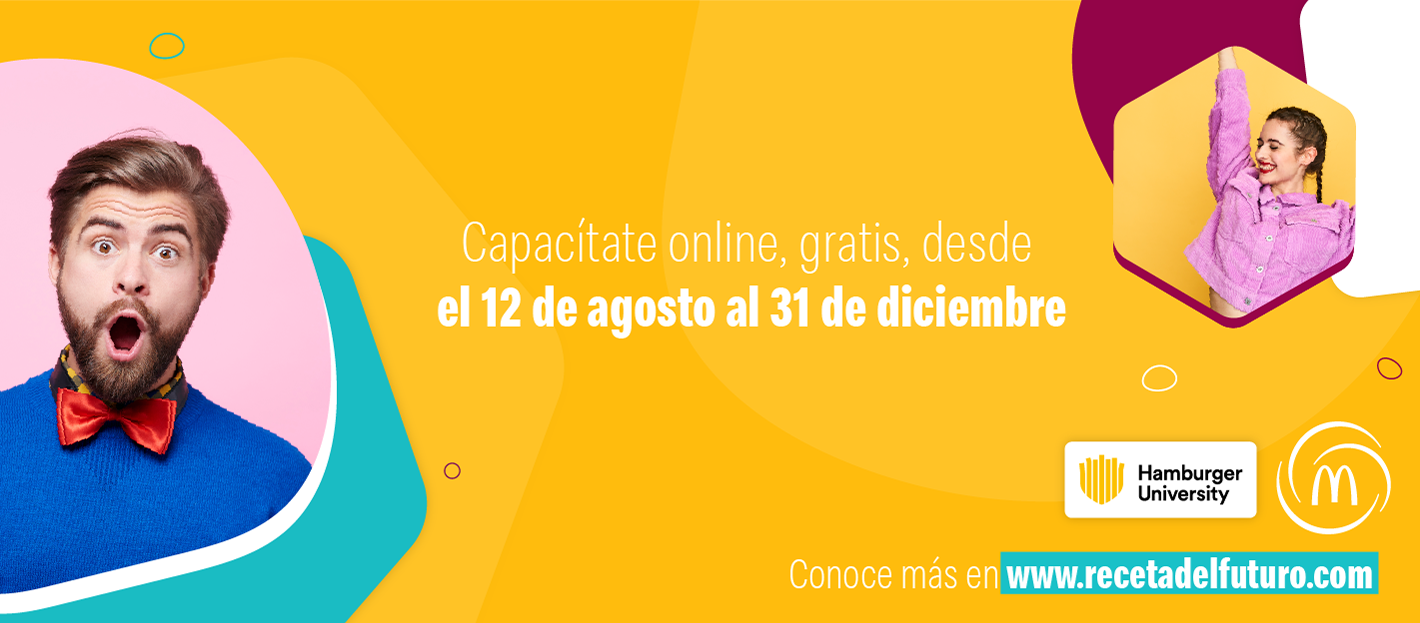 Capacítate online, gratis, desde
el 12 de agosto al 31 de diciembre
Hamburger
University
Conoce más en www.recetadelfuturo.com